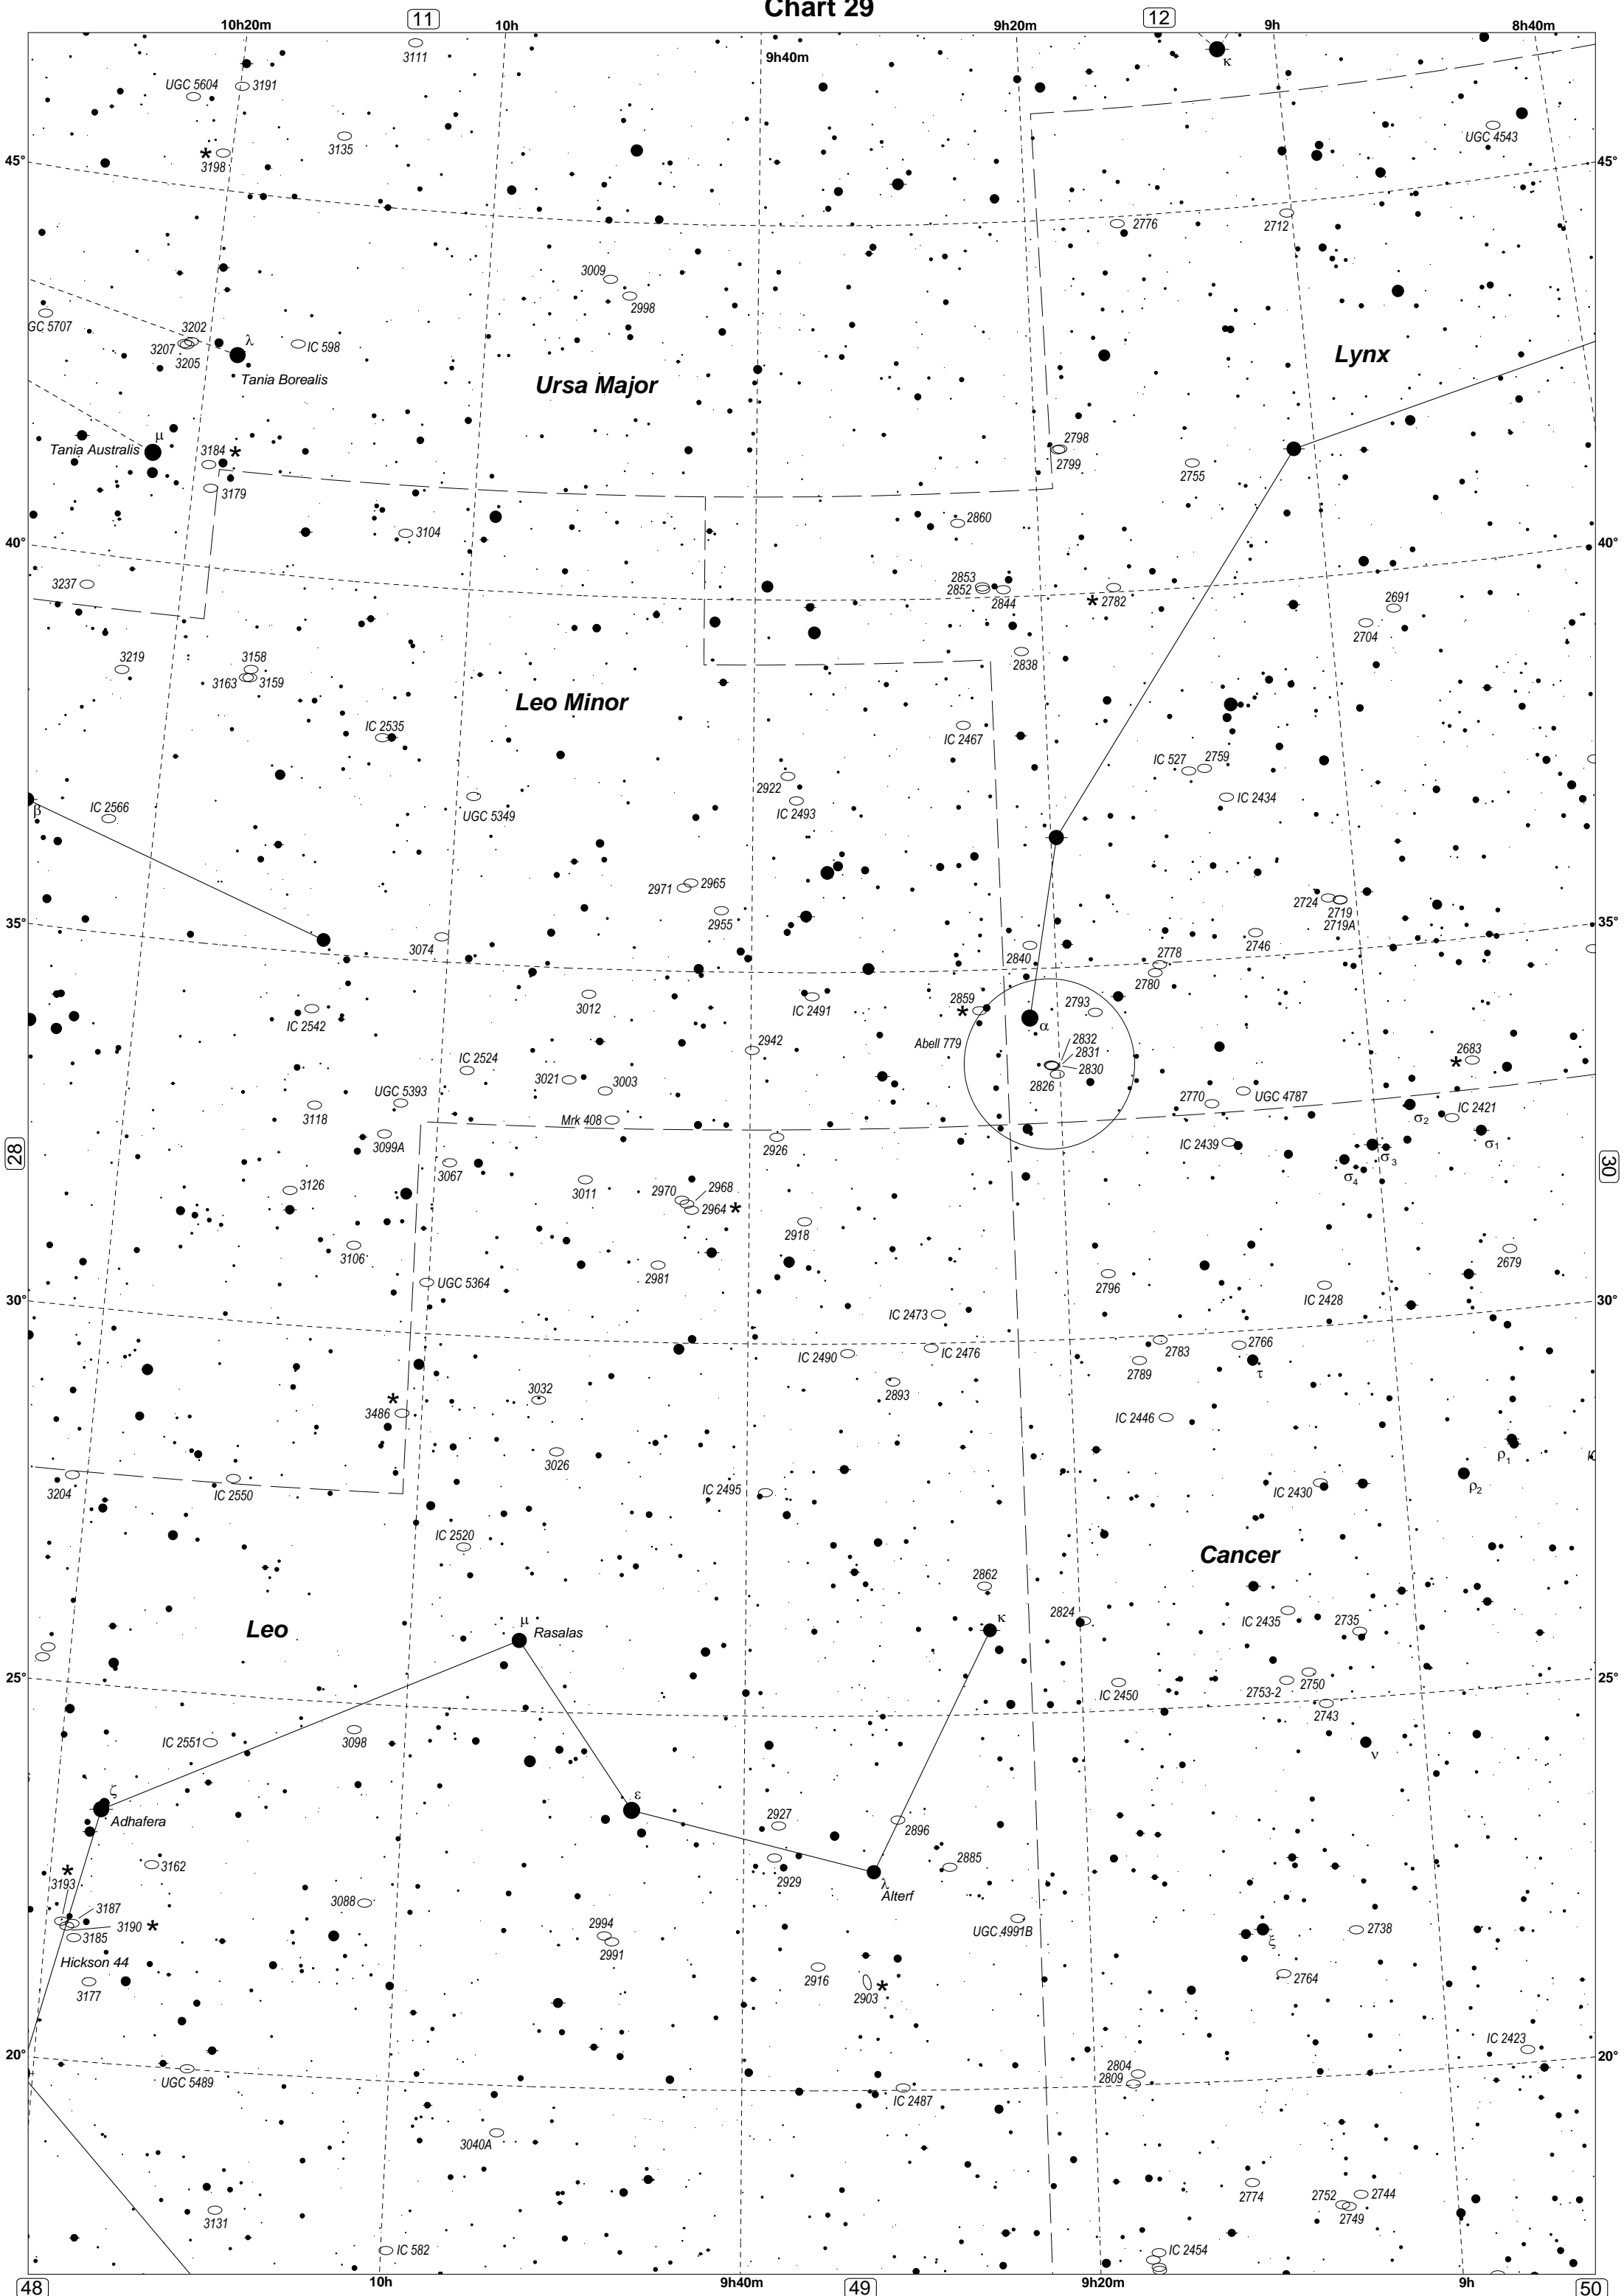 Chart 29
11
12
10h20m
10h
9h40m
9h20m
9h
8h40m
3111
κ
UGC 5604
3191
UGC 4543
3135
*
3198
45°
45°
2776
2712
3009
2998
GC 5707
3202
3207
3205
λ
IC 598
Tania Borealis
Ursa Major
Lynx
μ
Tania Australis
3184
*
3179
2798
2799
2755
3104
2860
40°
40°
3237
2853
2852
2844
*
2782
2691
2704
3219
3158
3163
3159
2838
Leo Minor
IC 2535
IC 2467
IC 527
2759
2922
IC 2493
IC 2434
β
IC 2566
UGC 5349
2971
2965
2955
2724
2719
2719A
35°
35°
3074
2840
2778
2780
2746
IC 2542
3012
IC 2491
2859
*
2793
α
Abell 779
2942
2832
2831
2830
2826
*
2683
IC 2524
3021
3003
UGC 5393
Mrk 408
3118
2770
UGC 4787
σ2
IC 2421
σ1
3099A
2926
IC 2439
σ3
σ4
28
30
3067
3126
3011
2970
2968
2964
*
2918
3106
2981
2679
UGC 5364
2796
IC 2428
30°
30°
IC 2473
IC 2490
IC 2476
2783
2789
2766
τ
2893
3032
*
3486
IC 2446
3026
ρ1
ρ2
3204
IC 2550
IC 2495
IC 2430
IC 2520
Cancer
2862
Leo
μ
Rasalas
κ
2824
IC 2435
2735
25°
25°
IC 2450
2753-2
2750
2743
IC 2551
3098
ν
ζ
Adhafera
ε
2927
2896
3162
2929
2885
*
3193
λ
Alterf
3187
3190
*
3185
3088
2994
2991
UGC 4991B
2738
ξ
Hickson 44
3177
2916
2903
*
2764
20°
20°
IC 2423
UGC 5489
2804
2809
IC 2487
3040A
2774
2752
2744
2749
3131
IC 582
IC 2454
48
10h
9h40m
49
9h20m
9h
50